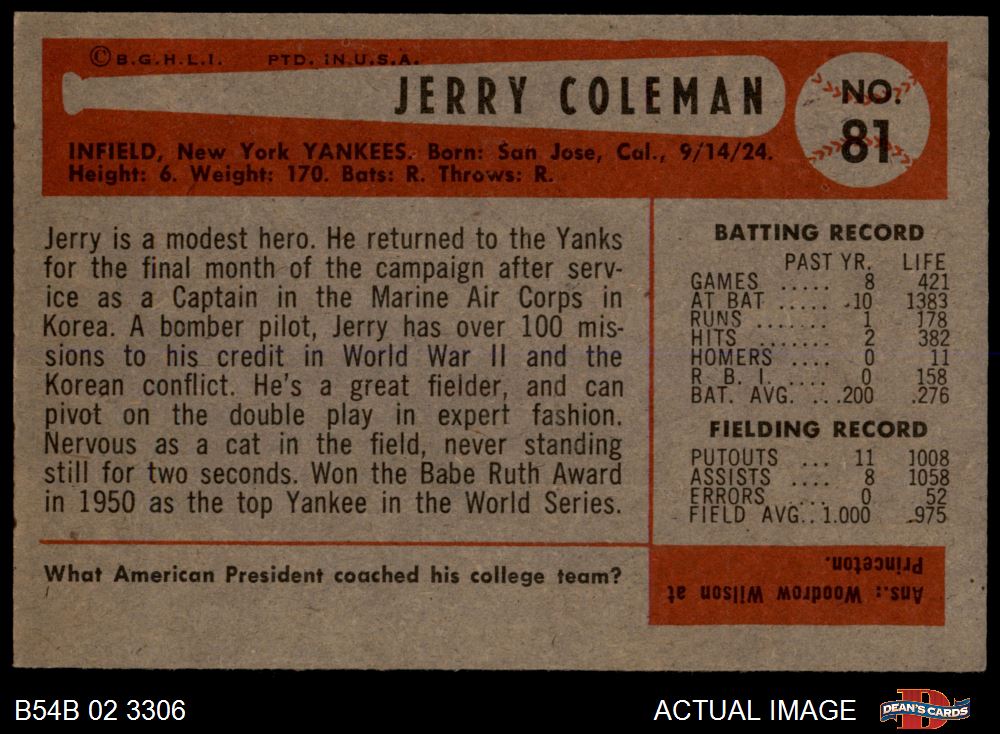 © B.G.H.L.I. PTD. IN.U.S.A.
JERRY COLEMAN
NO.
81
INFIELD, New York YANKEES. Born: San Jose, Cal., 9/14/24.
Height: 6. Weight: 170. Bats: R. Throws: R.
Jerry is a modest hero. He returned to the Yanks
for the final month of the campaign after serv-
ice as a Captain in the Marine Air Corps in
Korea. A bomber pilot, Jerry has over 100 mis-
sions to his credit in World War II and the
Korean conflict. He's a great fielder, and can
pivot on the double play in expert fashion.
Nervous as a cat in the field, never standing
still for two seconds. Won the Babe Ruth Award
in 1950 as the top Yankee in the World Series.
What American President coached his college team?
BATTING RECORD
PAST YR. LIFE
GAMES ..... 8 421
AT BAT ..... 10 1383
RUNS ....... 1 178
HITS ....... 2 382
HOMERS .... 0 11
R. B. I. .... 0 158
BAT. AVG. ... .200 .276
FIELDING RECORD
PUTOUTS ... 11 1008
ASSISTS .... 8 1058
ERRORS .... 0 52
FIELD AVG.. 1.000 .975
Ans.: Woodrow Wilson at
Princeton.
B54B 02 3306
ACTUAL IMAGE
DEAN'S CARDS